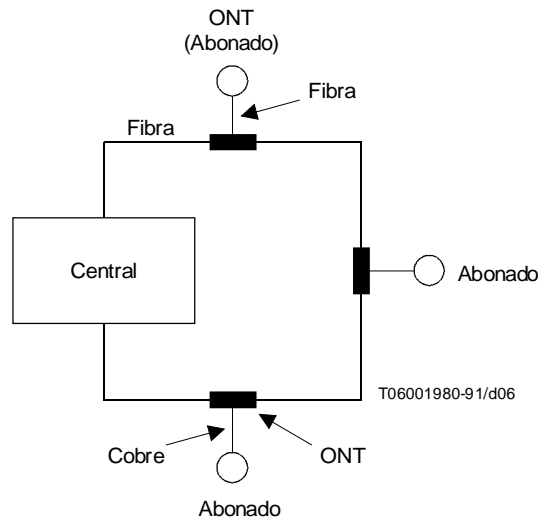 ONT
(Abonado)
Fibra
Fibra
Central
Abonado
T06001980-91/d06
Cobre
ONT
Abonado